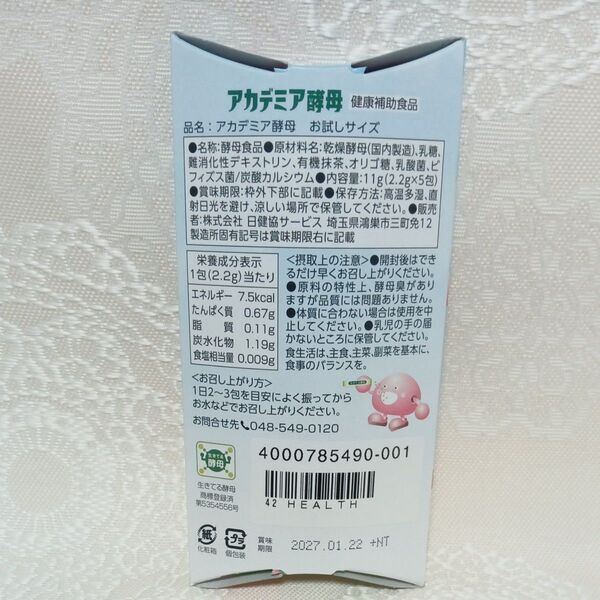 アカデミア酵母 健康補助食品
品名：アカデミア酵母 お試しサイズ
●名称：酵母食品●原材料名：乾燥酵母(国内製造)、乳糖、
難消化性デキストリン、有機抹茶、オリゴ糖、乳酸菌、ビ
フィズス菌/炭酸カルシウム●内容量：11g(2.2g×5包)
●賞味期限：枠外下部に記載●保存方法：高温多湿、直
射日光を避け、涼しい場所で保管してください。●販売
者：株式会社 日健協サービス 埼玉県鴻巣市三町免12
製造所固有記号は賞味期限右に記載
栄養成分表示
1包(2.2g)当たり
エネルギー 7.5kcal
たんぱく質 0.67g
脂質 0.11g
炭水化物 1.19g
食塩相当量 0.009g
<摂取上の注意>●開封後はでき
るだけ早くお召し上がりください。
●原料の特性上、酵母臭があり
ますが品質には問題ありません。
●体質に合わない場合は使用を中
止してください。●乳児の手の届
かないところに保管してください。
食生活は、主食、主菜、副菜を基本に、
食事のバランスを。
<お召し上がり方>
1日2～3包を目安によく振ってから
お水などでお召し上がりください。
お問合せ先 048-549-0120
生きてる
酵母
生きてる酵母
商標登録済
第5354556号
4000785490-001
42 HEALTH
紙
化粧箱
プラ
個包装
賞味
期限
2027.01.22 +NT